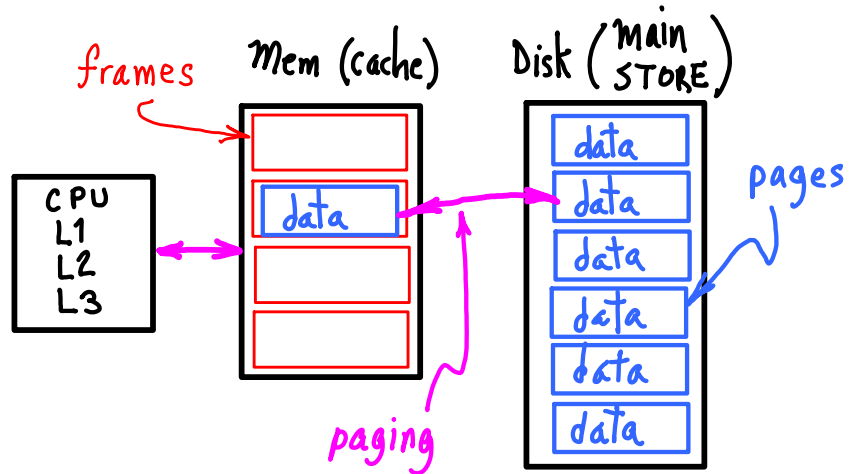 frames
Mem (cache)
Disk (main STORE)
CPU
L1
L2
L3
data
data
data
data
data
data
data
pages
paging